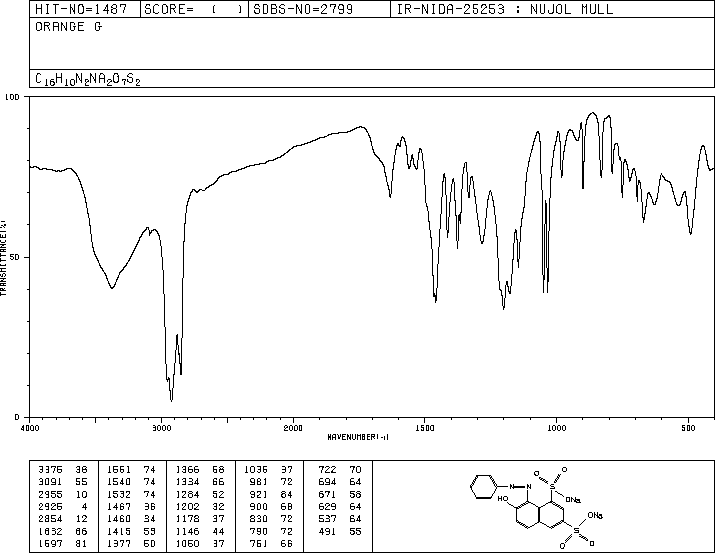 HIT-NO=1487 SCORE= ( ) SDBS-NO=2799 IR-NIDA-25253 : NUJOL MULL
ORANGE G
C16H10N2NA2O7S2
100
50
0
TRANSMITTANCE(%)
4000 3000 2000 1500 1000 500
WAVENUMBER(-1)
3375 38 1561 74 1366 68 1036 37 722 70
3091 55 1540 74 1334 66 981 72 694 64
2955 10 1532 74 1284 52 921 84 671 58
2925 4 1467 36 1202 32 900 68 629 64
2854 12 1460 34 1178 37 830 72 537 64
1632 66 1415 55 1146 44 790 72 491 55
1597 81 1377 50 1050 37 751 66
N N
HO
S
O
O
ONa
ONa
S
O
O